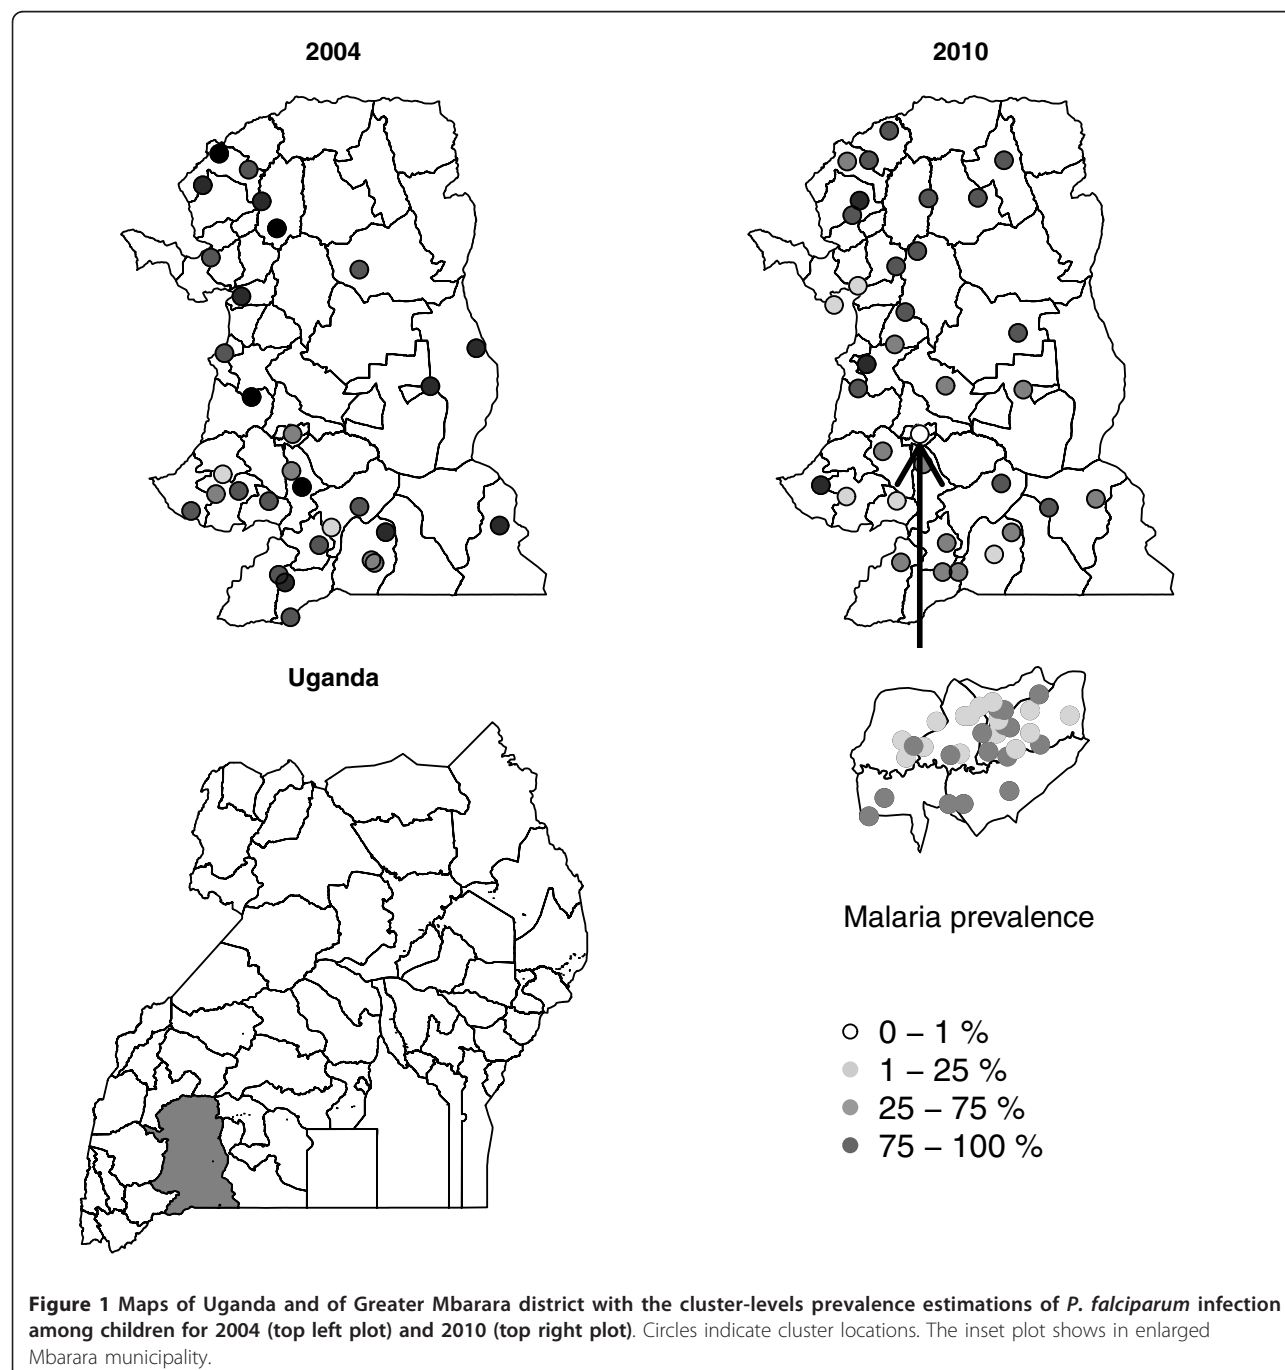 2004
2010
Uganda
Malaria prevalence
0 – 1 %
1 – 25 %
25 – 75 %
75 – 100 %
Figure 1 Maps of Uganda and of Greater Mbarara district with the cluster-levels prevalence estimations of P. falciparum infection
among children for 2004 (top left plot) and 2010 (top right plot). Circles indicate cluster locations. The inset plot shows in enlarged
Mbarara municipality.